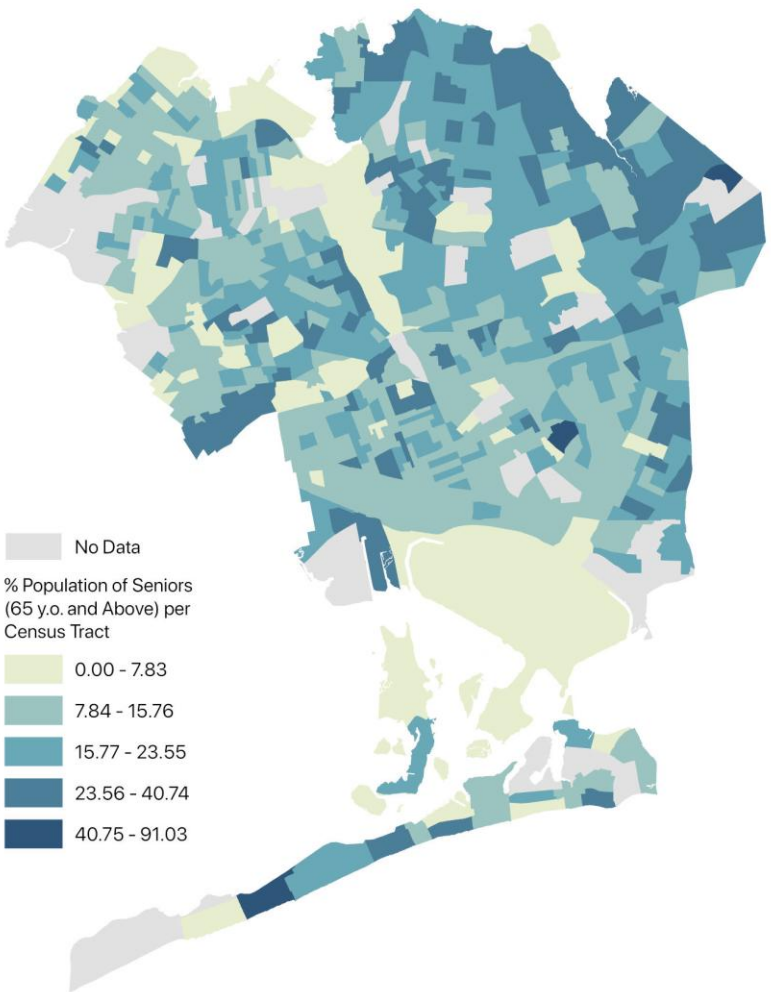 No Data
% Population of Seniors
(65 y.o. and Above) per
Census Tract
0.00 - 7.83
7.84 - 15.76
15.77 - 23.55
23.56 - 40.74
40.75 - 91.03